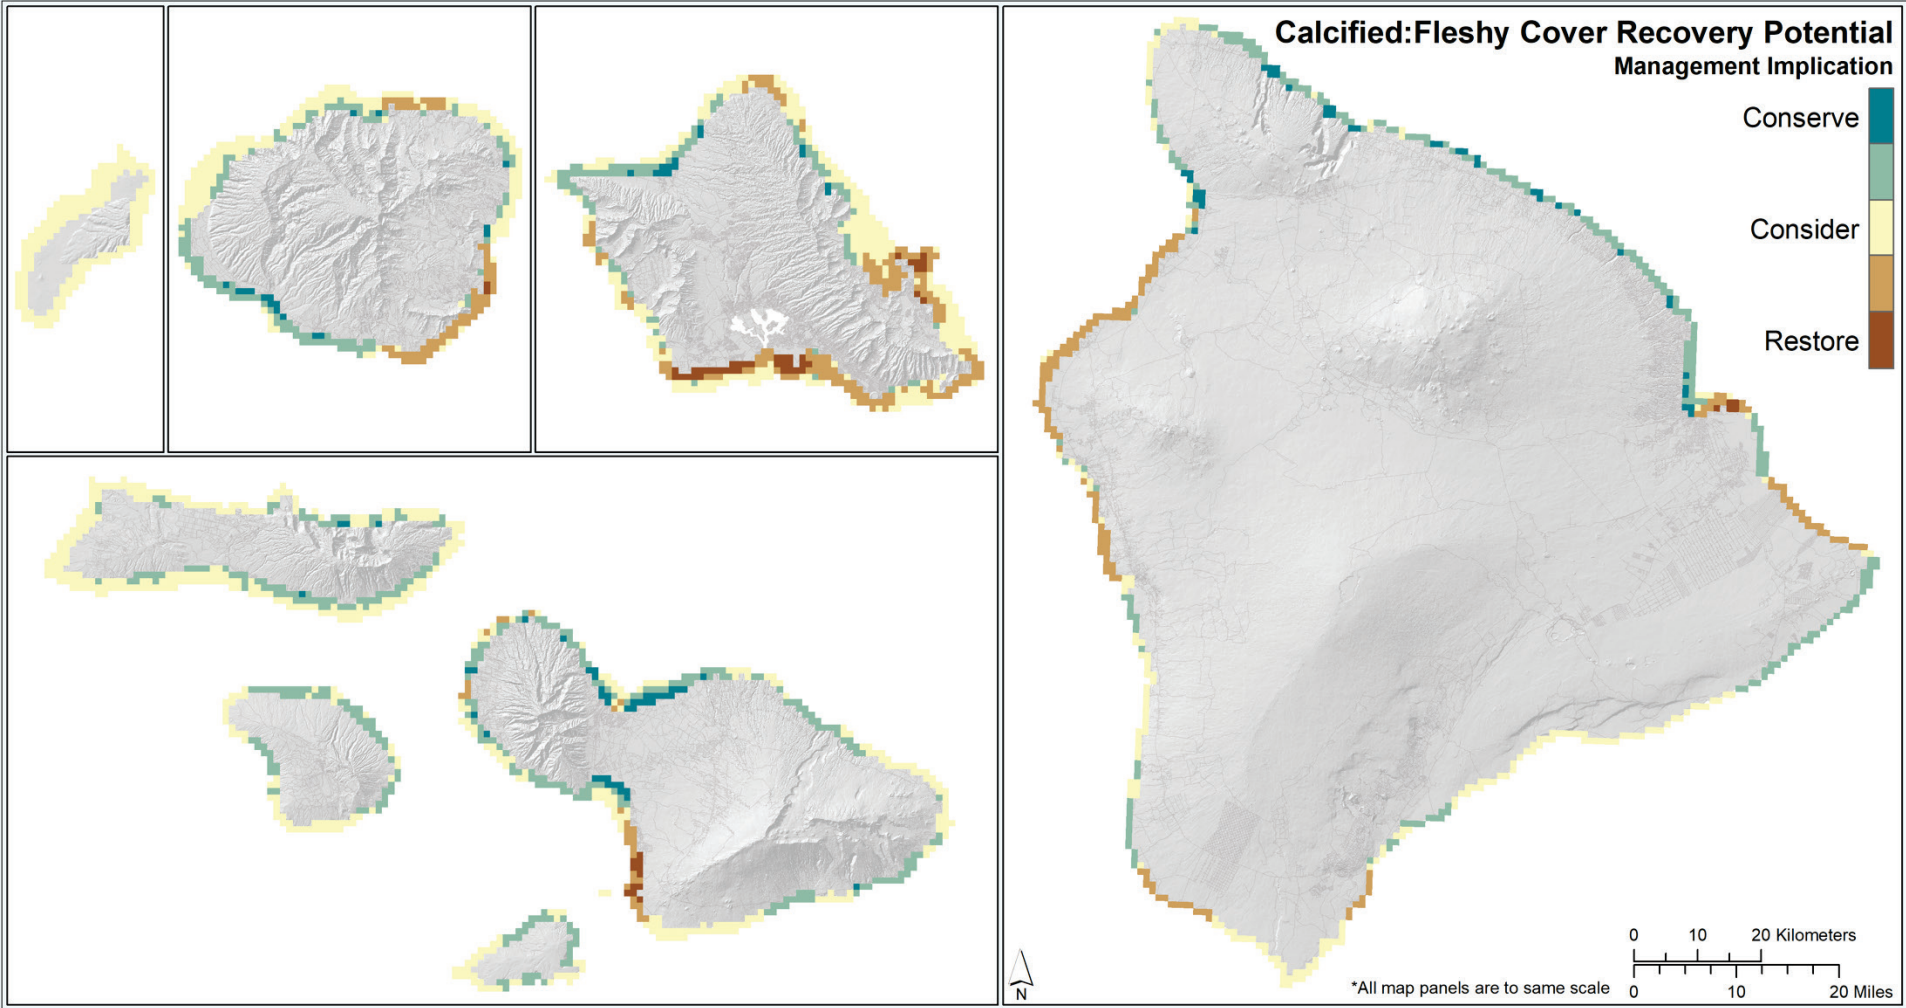 Calcified:Fleshy Cover Recovery Potential
Management Implication
Conserve
Consider
Restore
0 10 20 Kilometers
0 10 20 Miles
*All map panels are to same scale
N